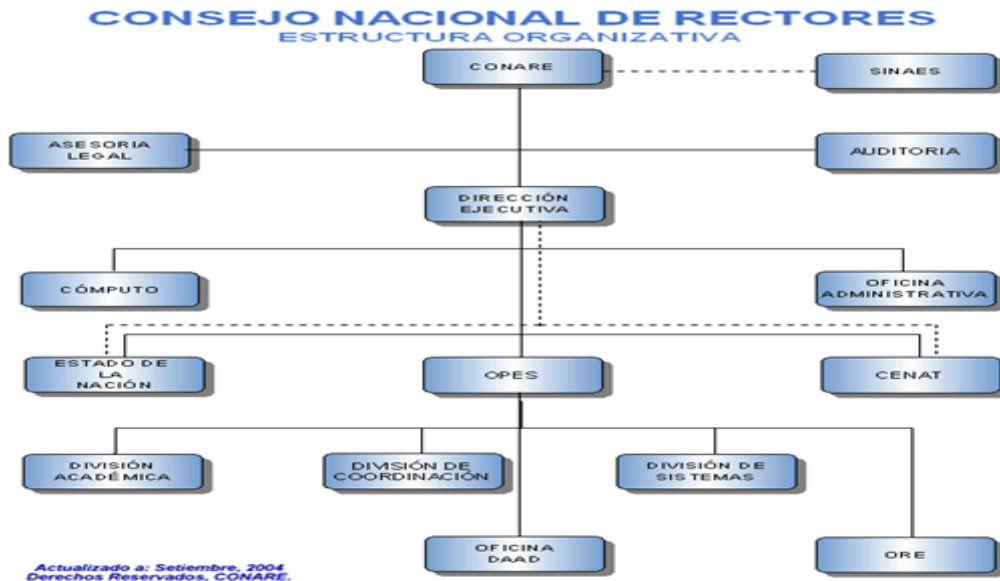 CONSEJO NACIONAL DE RECTORES
ESTRUCTURA ORGANIZATIVA
CONARE
SINAES
ASESORIA
LEGAL
AUDITORIA
DIRECCIÓN
EJECUTIVA
CÓMPUTO
OFICINA
ADMINISTRATIVA
ESTADO DE
LA
NACIÓN
OPES
CENAT
DIVISIÓN
ACADÉMICA
DIVISIÓN DE
COORDINACIÓN
DIVISIÓN DE
SISTEMAS
OFICINA
DAAD
ORE
Actualizado a: Setiembre, 2004
Derechos Reservados, CONARE.